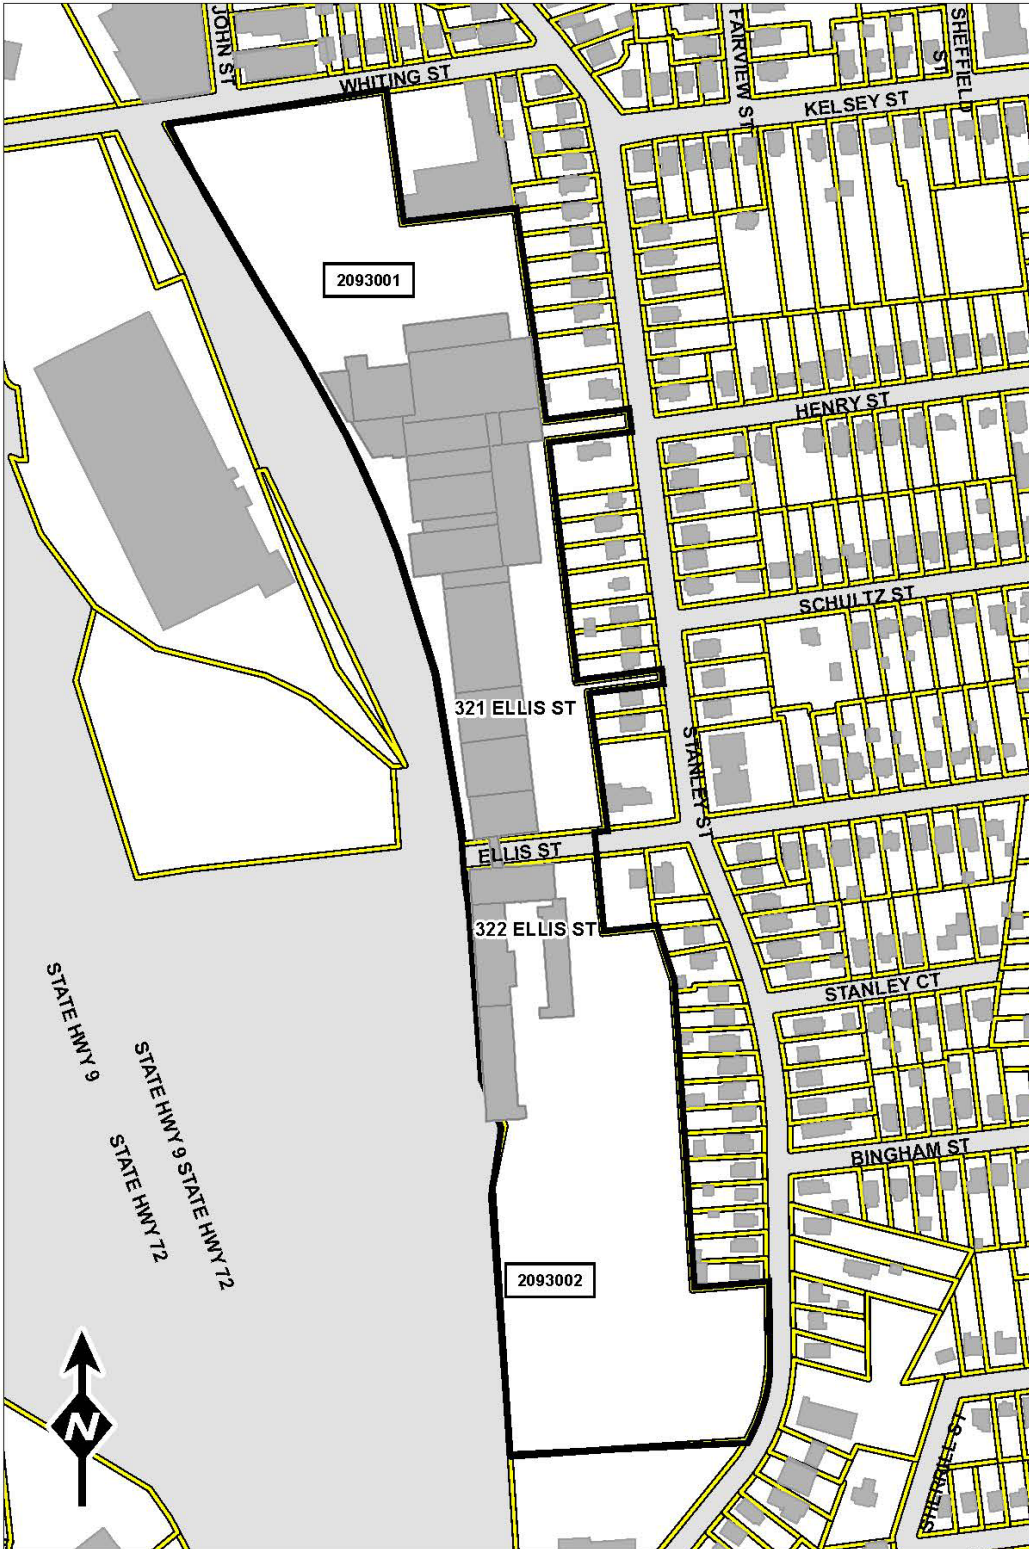 JOHN ST
FAIRVIEW ST
SHEFFIELD
ST
WHITING ST
KELSEY ST
2093001
HENRY ST
SCHULTZ ST
321 ELLIS ST
STANLEY ST
ELLIS ST
322 ELLIS ST
STANLEY CT
STATE HWY 9
STATE HWY 9 STATE HWY 72
STATE HWY 72
BINGHAM ST
2093002
N
SHERRILL ST